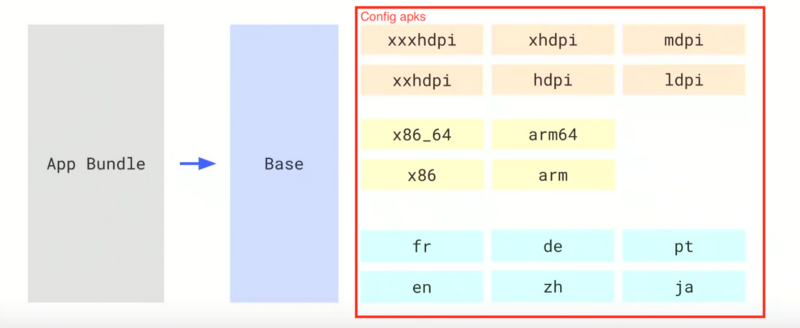 Config apks
xxxhdpi xhdpi mdpi
xxhdpi hdpi ldpi
x86_64 arm64
App Bundle Base
x86 arm
fr de pt
en zh ja